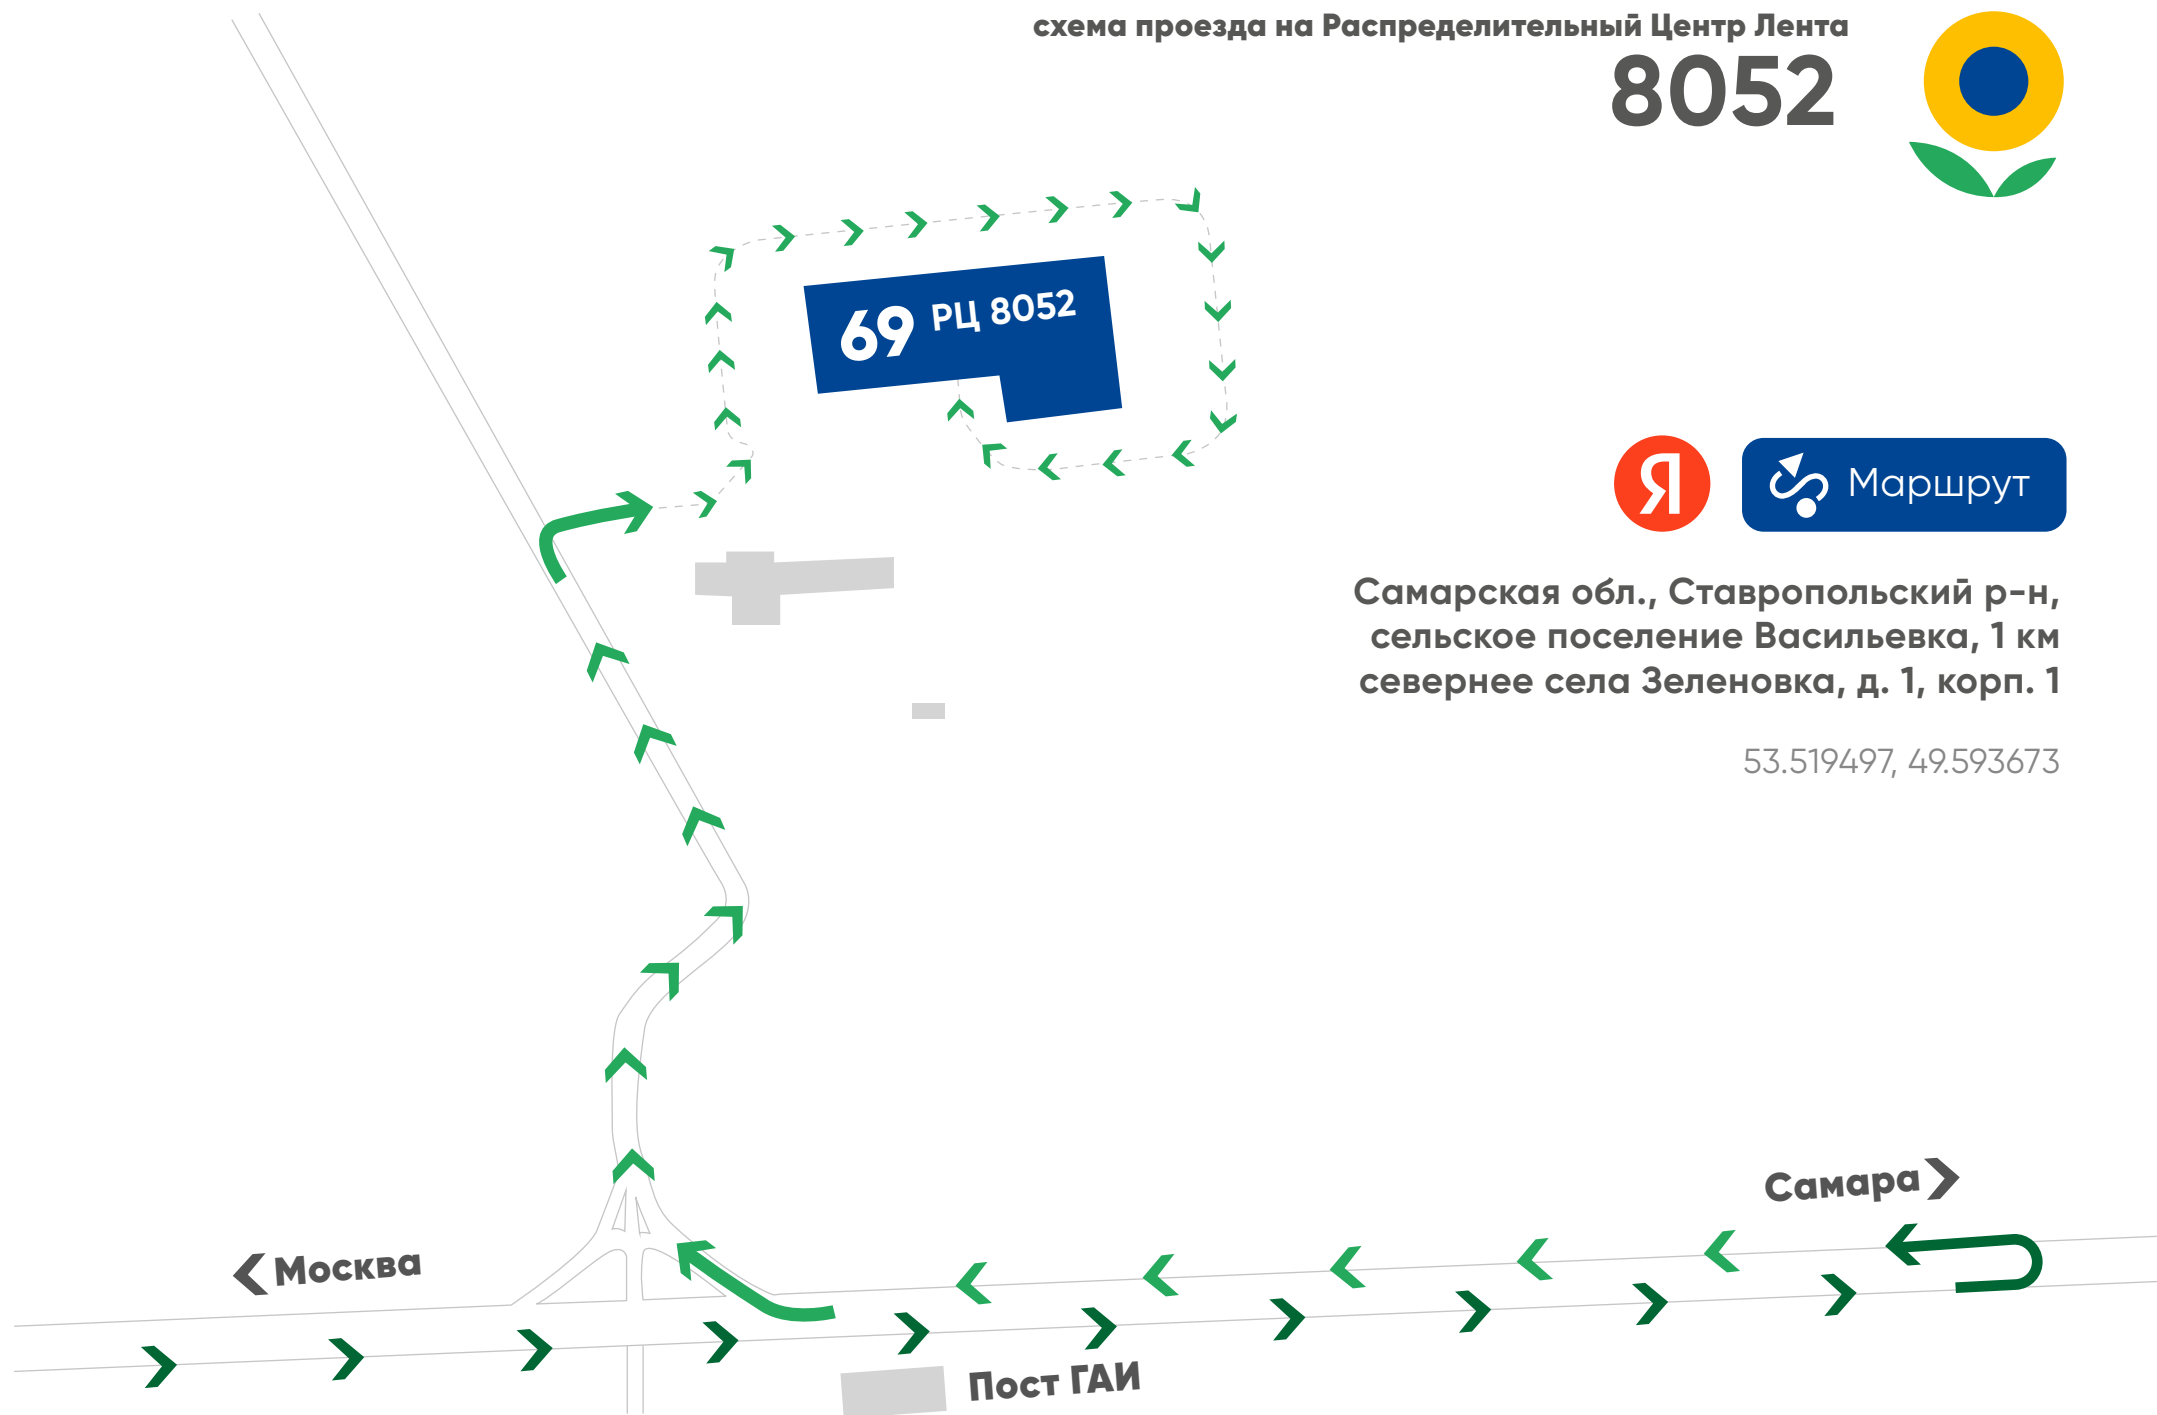 схема проезда на Распределительный Центр Лента
8052
69 РЦ 8052
Я Маршрут
Самарская обл., Ставропольский р-н,
сельское поселение Васильевка, 1 км
севернее села Зеленовка, д. 1, корп. 1
53.519497, 49.593673
Самара
Москва
Пост ГАИ